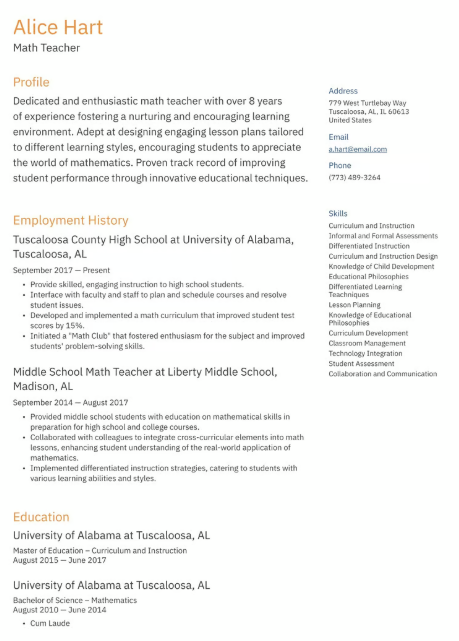 Alice Hart
Math Teacher
Profile
Dedicated and enthusiastic math teacher with over 8 years
of experience fostering a nurturing and encouraging learning
environment. Adept at designing engaging lesson plans tailored
to different learning styles, encouraging students to appreciate
the world of mathematics. Proven track record of improving
student performance through innovative educational techniques.
Employment History
Tuscaloosa County High School at University of Alabama,
Tuscaloosa, AL
September 2017 — Present
• Provide skilled, engaging instruction to high school students.
• Interface with faculty and staff to plan and schedule courses and resolve
student issues.
• Developed and implemented a math curriculum that improved student test
scores by 15%.
• Initiated a "Math Club" that fostered enthusiasm for the subject and improved
students' problem-solving skills.
Middle School Math Teacher at Liberty Middle School,
Madison, AL
September 2014 — August 2017
• Provided middle school students with education on mathematical skills in
preparation for high school and college courses.
• Collaborated with colleagues to integrate cross-curricular elements into math
lessons, enhancing student understanding of the real-world application of
mathematics.
• Implemented differentiated instruction strategies, catering to students with
various learning abilities and styles.
Education
University of Alabama at Tuscaloosa, AL
Master of Education – Curriculum and Instruction
August 2015 — June 2017
University of Alabama at Tuscaloosa, AL
Bachelor of Science – Mathematics
August 2010 — June 2014
• Cum Laude
Address
779 West Turtlebay Way
Tuscaloosa, AL, IL 60613
United States
Email
a.hart@email.com
Phone
(773) 489-3264
Skills
Curriculum and Instruction
Informal and Formal Assessments
Differentiated Instruction
Curriculum and Instruction Design
Knowledge of Child Development
Educational Philosophies
Differentiated Learning
Teachniques
Lesson Planning
Knowledge of Educational
Philosophies
Curriculum Development
Classroom Management
Technology Integration
Student Assessment
Collaboration and Communication